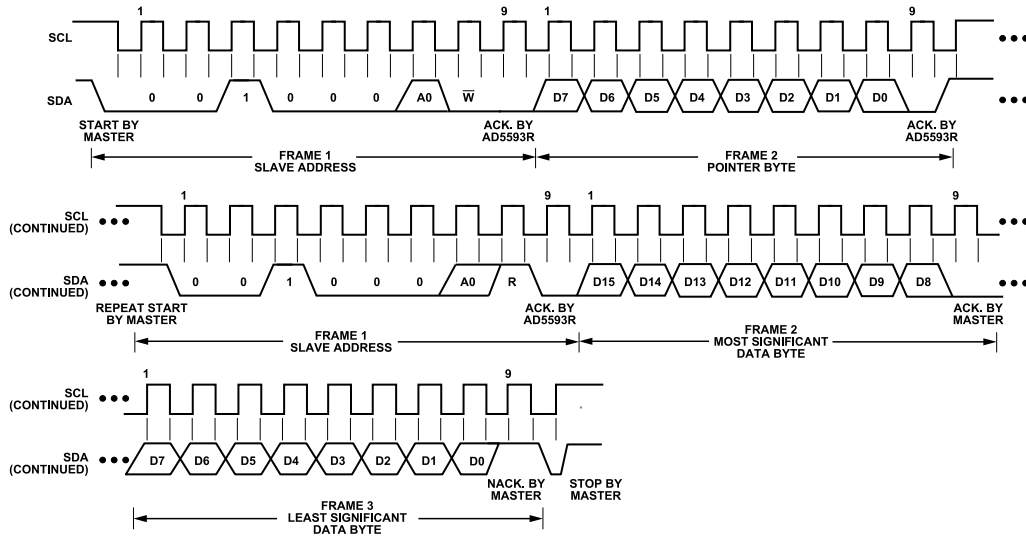 1 9 1 9
SCL
SDA 0 0 1 0 0 0 A0 W̅ D7 D6 D5 D4 D3 D2 D1 D0
START BY
MASTER
ACK. BY
AD5593R
ACK. BY
AD5593R
FRAME 1
SLAVE ADDRESS
FRAME 2
POINTER BYTE
1 9 1 9
SCL
(CONTINUED)
SDA
(CONTINUED)
0 0 1 0 0 0 A0 R D15 D14 D13 D12 D11 D10 D9 D8
REPEAT START
BY MASTER
ACK. BY
AD5593R
ACK. BY
MASTER
FRAME 1
SLAVE ADDRESS
FRAME 2
MOST SIGNIFICANT
DATA BYTE
1 9
SCL
(CONTINUED)
SDA
(CONTINUED)
D7 D6 D5 D4 D3 D2 D1 D0
NACK. BY
MASTER
STOP BY
MASTER
FRAME 3
LEAST SIGNIFICANT
DATA BYTE